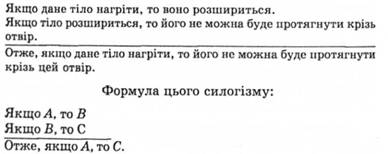 Якщо дане тіло нагріти, то воно розшириться.
Якщо тіло розшириться, то його не можна буде протягнути крізь
отвір.
Отже, якщо дане тіло нагріти, то його не можна буде протягнути
крізь цей отвір.
Формула цього силогізму:
Якщо А, то В
Якщо В, то С
Отже, якщо А, то С.